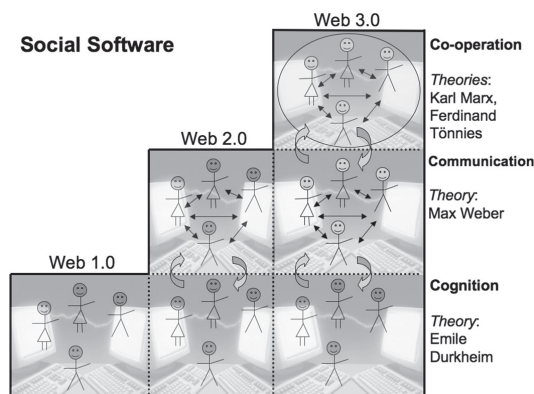 Web 3.0
Social Software
Co-operation
Theories:
Karl Marx,
Ferdinand
Tönnies
Web 2.0
Communication
Theory:
Max Weber
Web 1.0
Cognition
Theory:
Emile
Durkheim